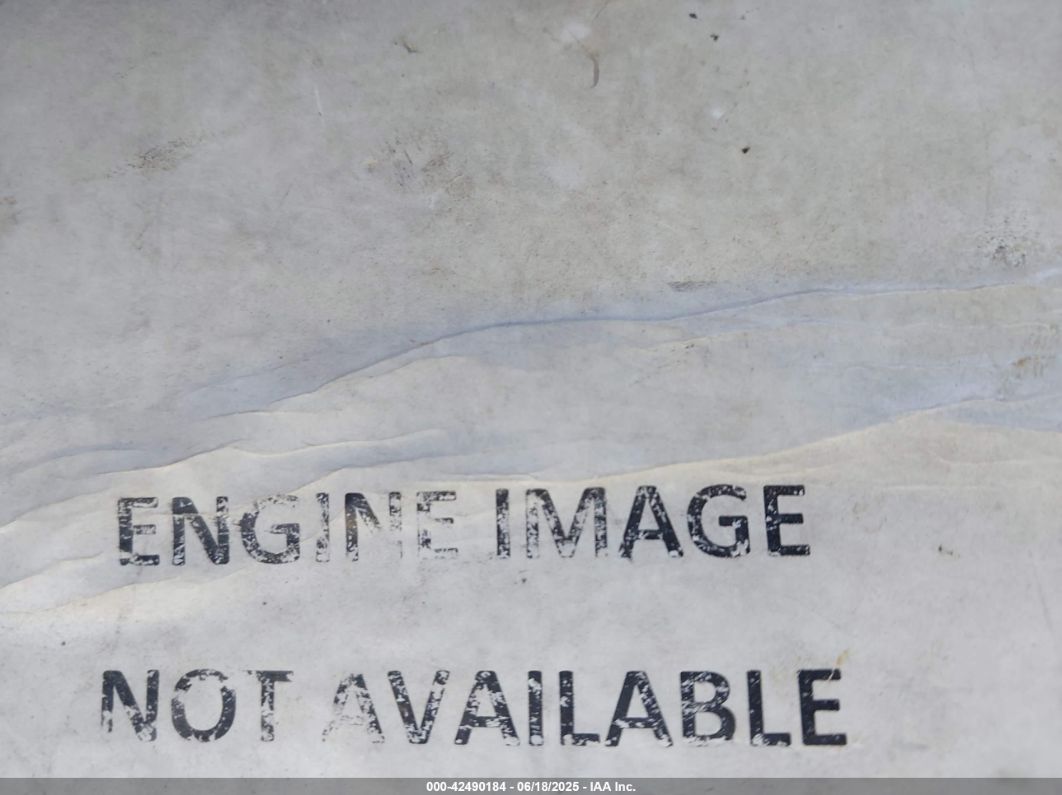 ENGINE IMAGE
NOT AVAILABLE
000-42490184 - 06/18/2025 - IAA Inc.